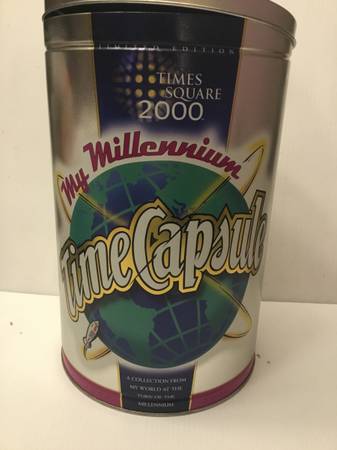 LIMITED EDITION
TIMES
SQUARE
2000
My Millennium
Time Capsule
A COLLECTION FROM
MY WORLD AT THE
TURN OF THE
MILLENNIUM